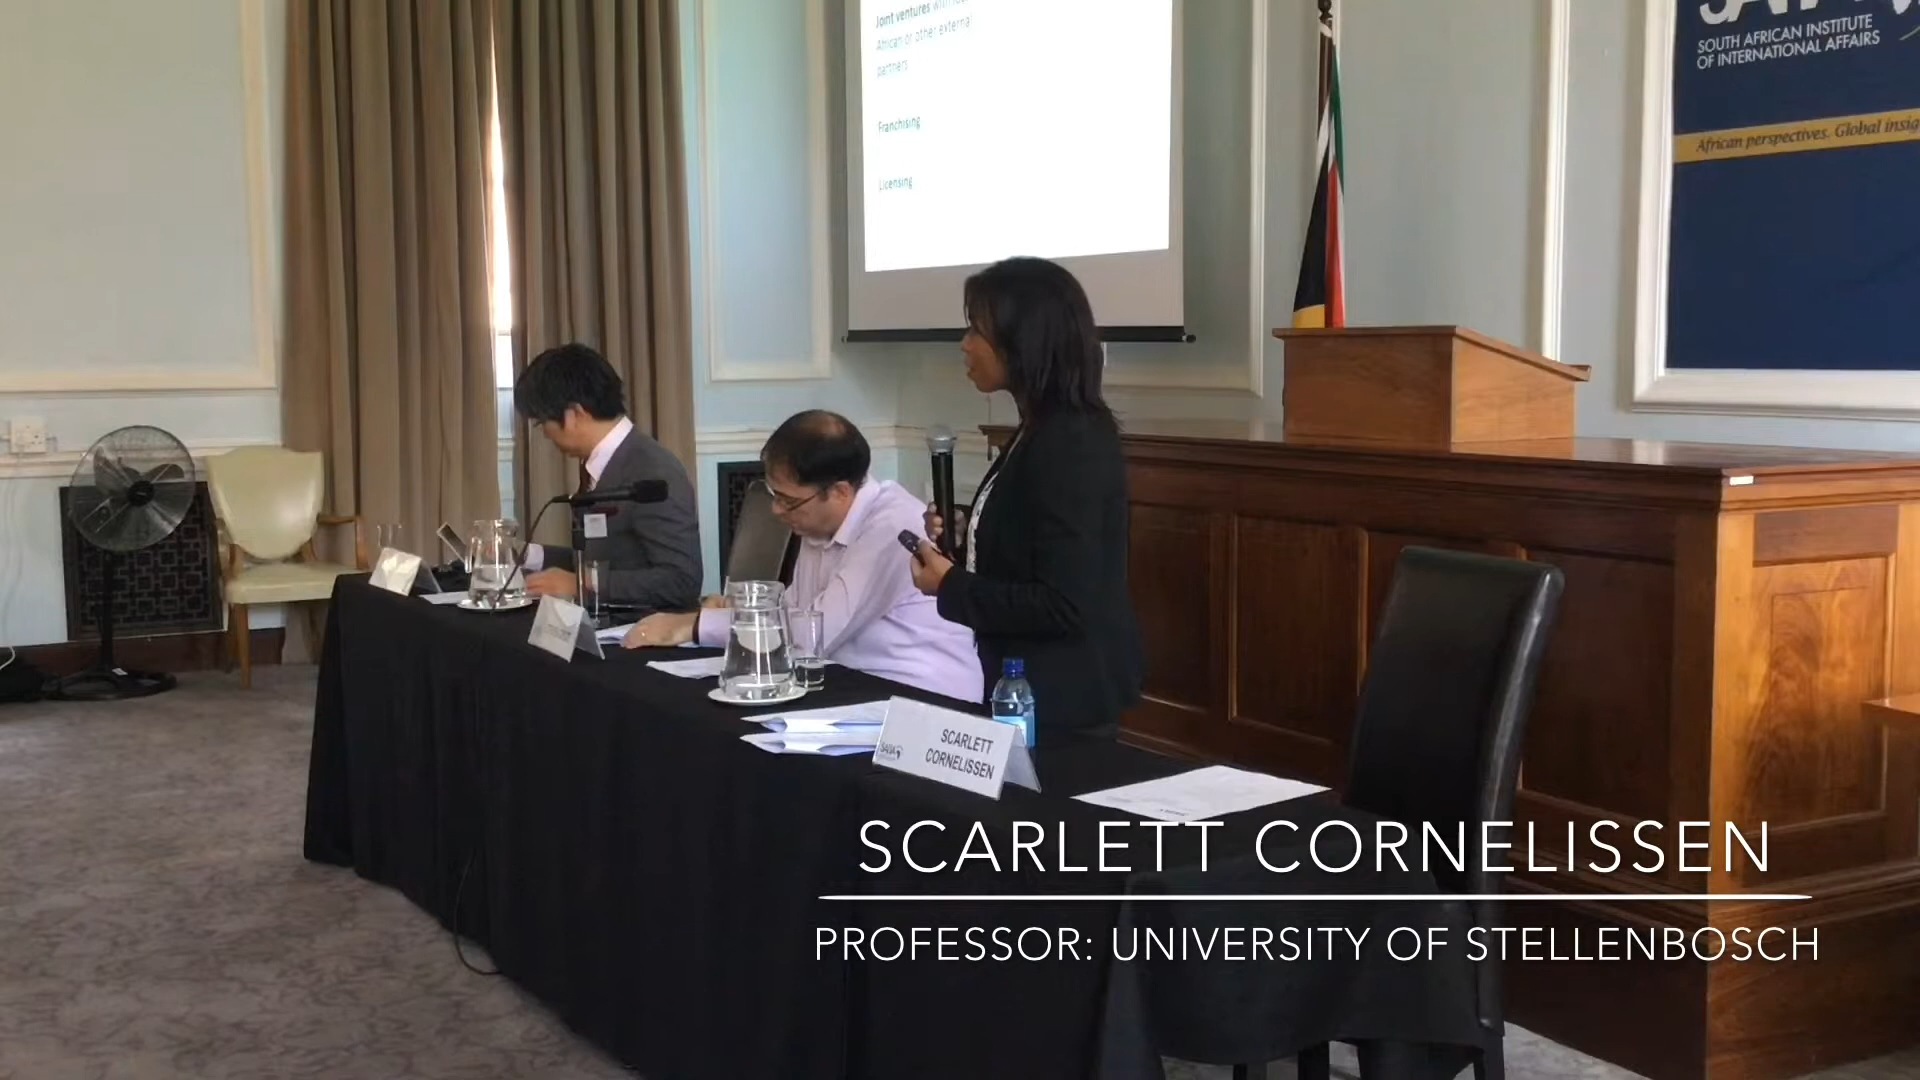 Joint ventures with
African or other external
partners
Franchising
Licensing
SOUTH AFRICAN INSTITUTE
OF INTERNATIONAL AFFAIRS
African perspectives. Global insig
SCARLETT
CORNELISSEN
SCARLETT CORNELISSEN
PROFESSOR: UNIVERSITY OF STELLENBOSCH